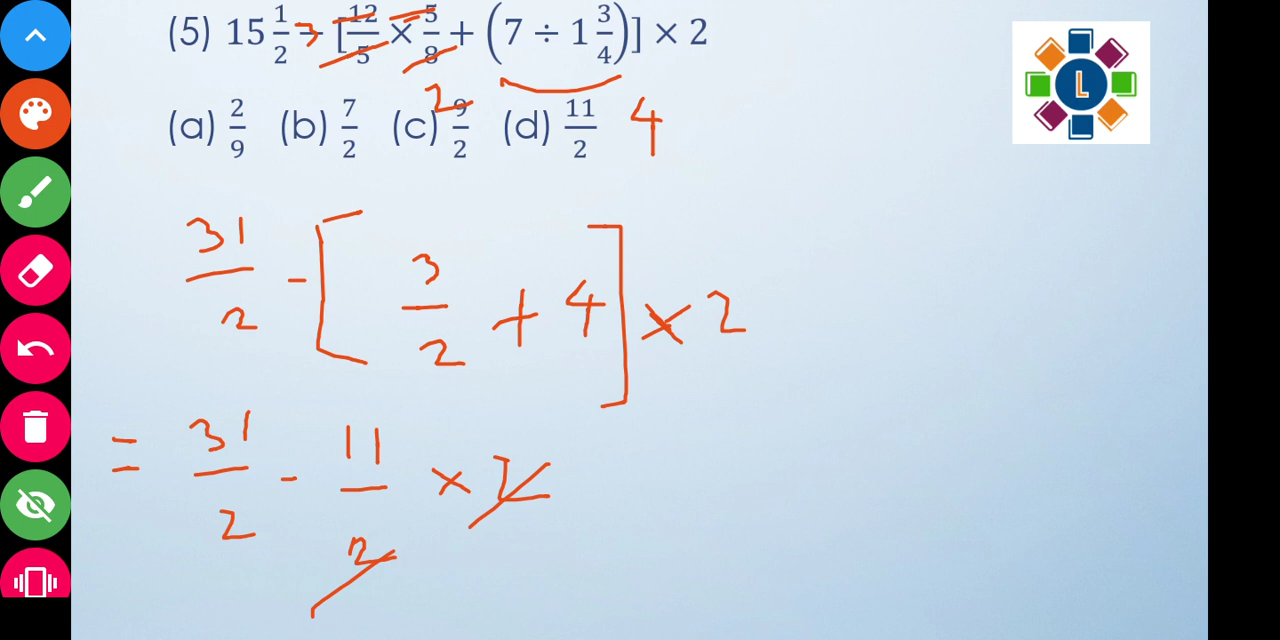 (5) 15 1/2 - [12/5 × 5/8 + (7 ÷ 1 3/4)] × 2
3
2
(a) 2/9 (b) 7/2 (c) 9/2 (d) 11/2 4
31/2 - [3/2 + 4] × 2
= 31/2 - 11/2 × 2
L